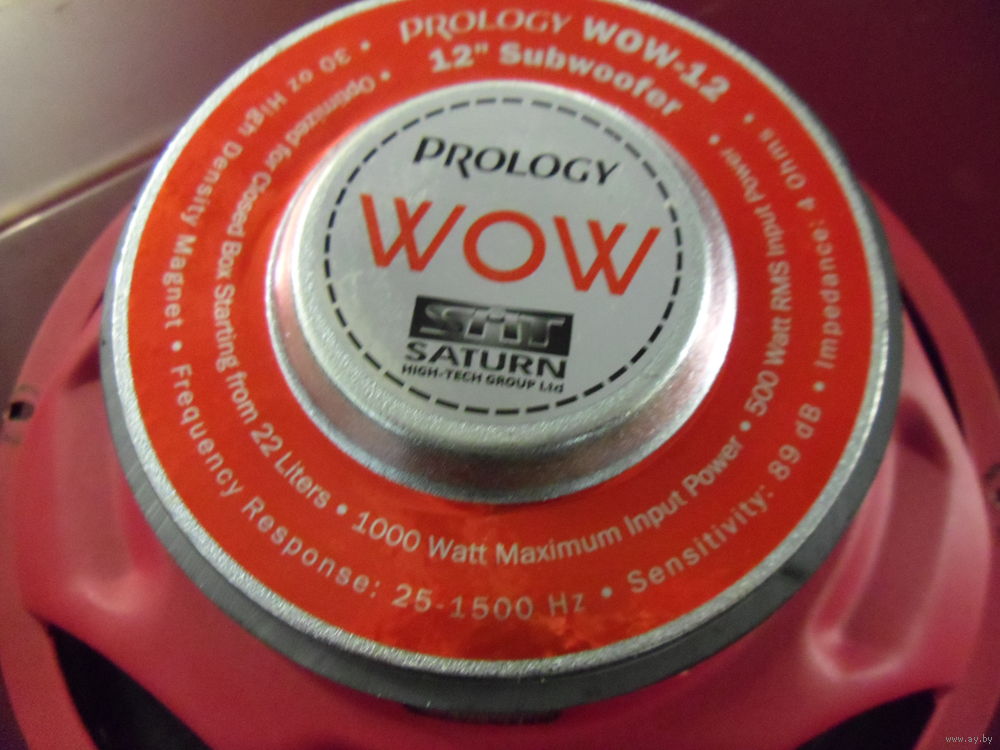 PROLOGY WOW-12
12" Subwoofer
• 30 oz High Density Magnet • Frequency Response: 25-1500 Hz • Sensitivity: 89 dB • Impedance: 4 Ohms •
• Optimized for Closed Box Starting from 22 Liters • 1000 Watt Maximum Input Power • 500 Watt RMS Input Power •
PROLOGY
WOW
SHT
SATURN
HIGH-TECH GROUP Ltd
www.ay.by